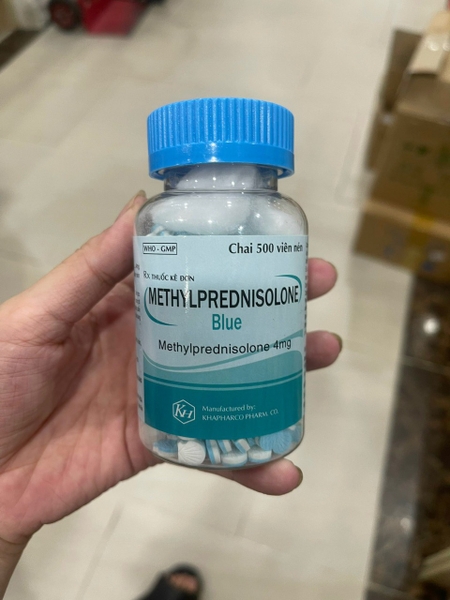 WHO - GMP
Chai 500 viên nén
Rx THUỐC KÊ ĐƠN
METHYLPREDNISOLONE
Blue
Methylprednisolone 4mg
KH
Manufactured by:
KHAPHARCO PHARM. CO.